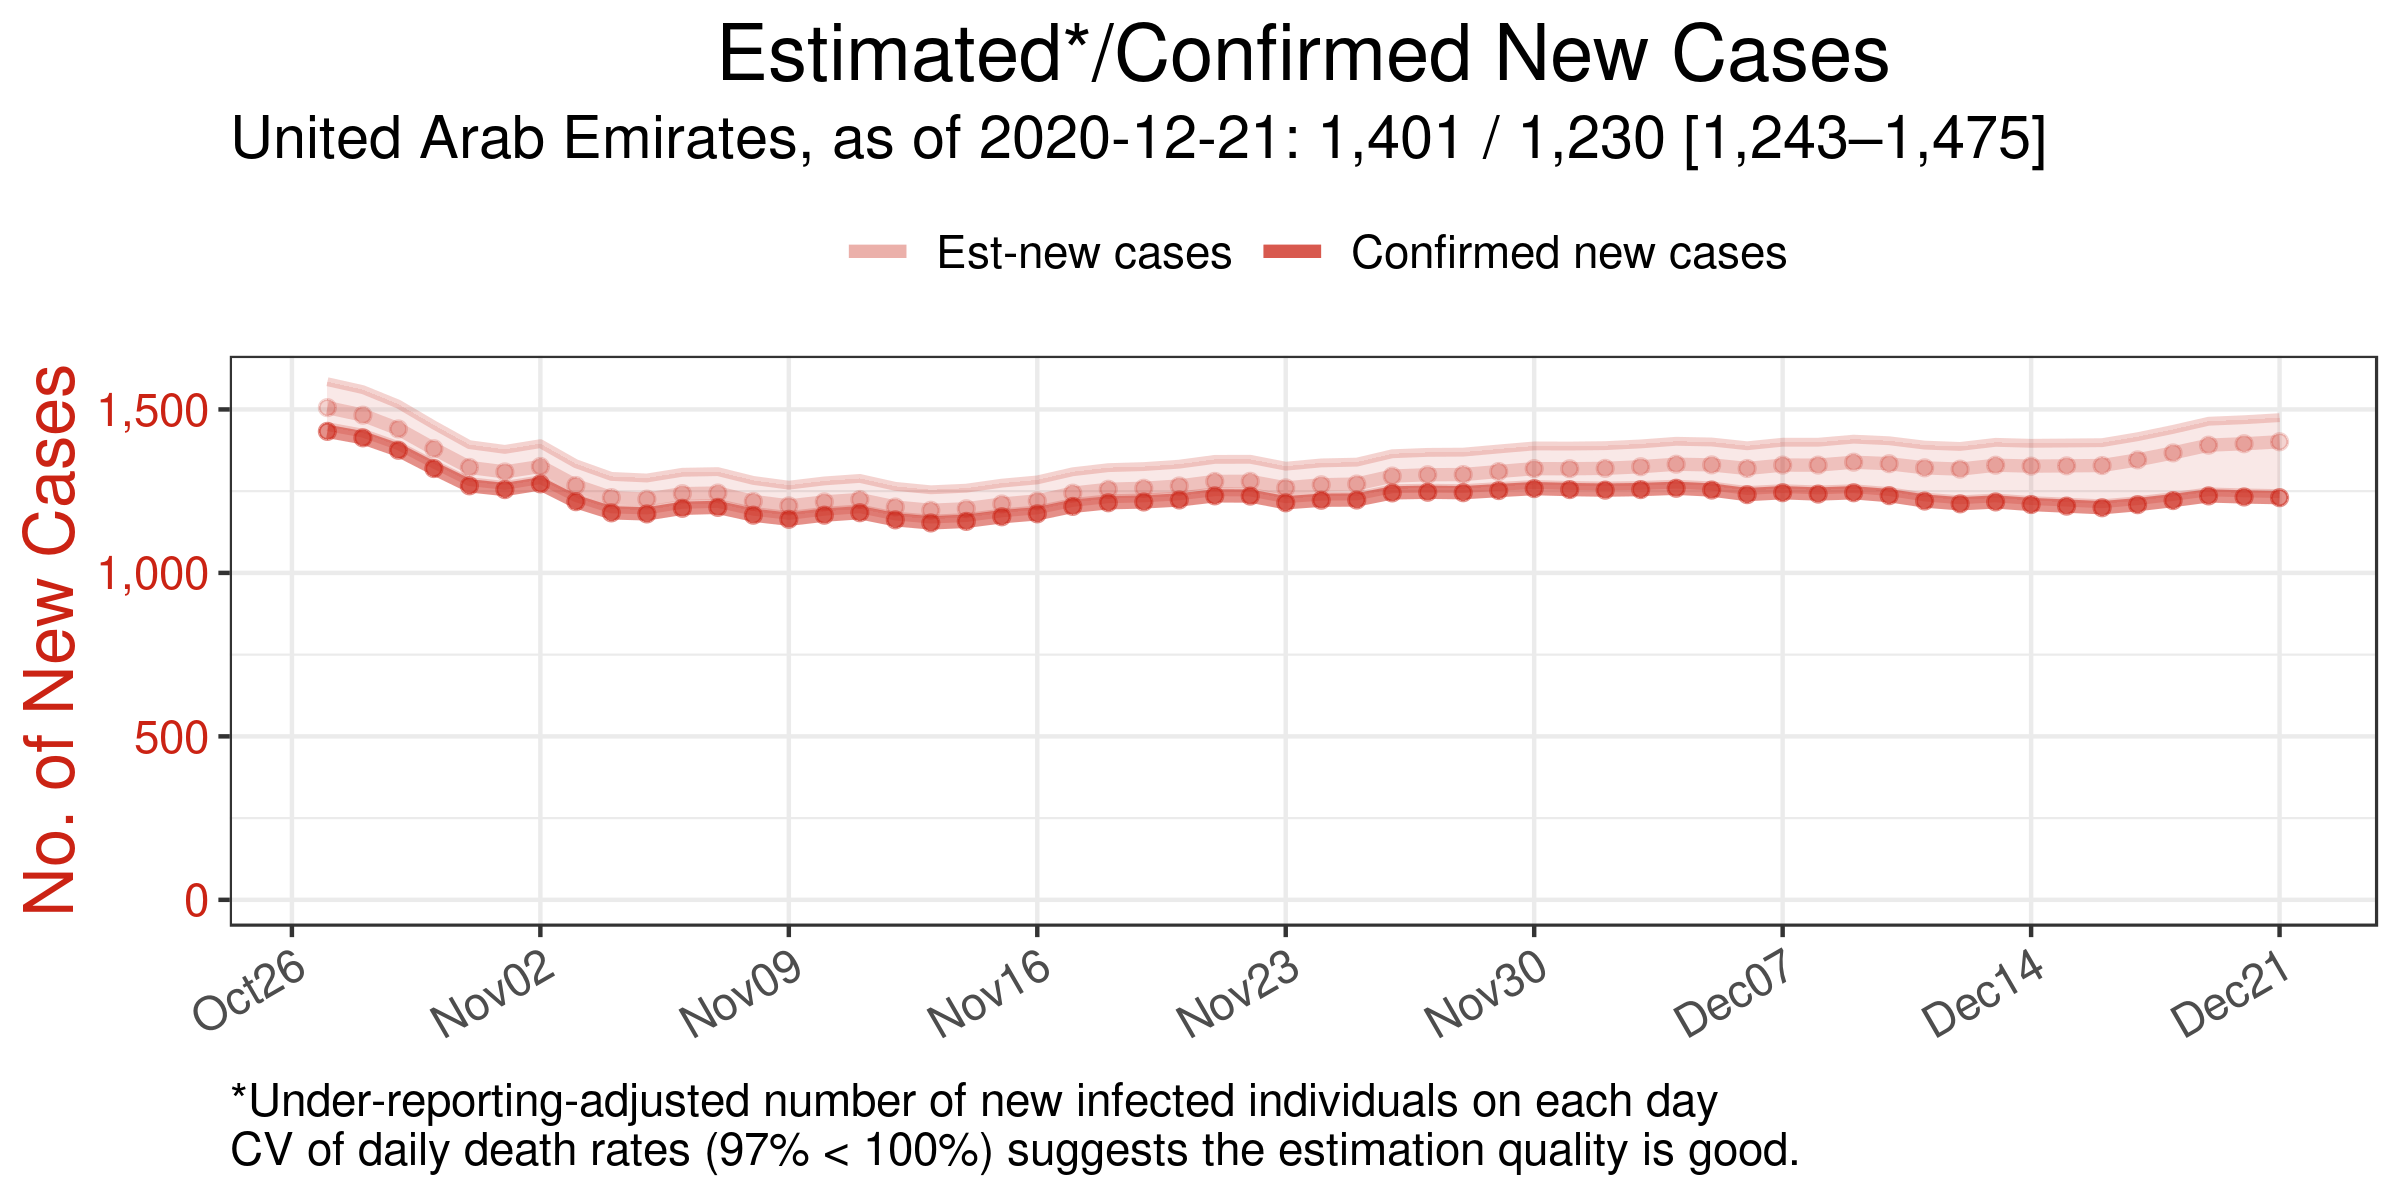 Estimated*/Confirmed New Cases
United Arab Emirates, as of 2020-12-21: 1,401 / 1,230 [1,243–1,475]
Est-new cases Confirmed new cases
No. of New Cases
1,500
1,000
500
0
Oct26 Nov02 Nov09 Nov16 Nov23 Nov30 Dec07 Dec14 Dec21
*Under-reporting-adjusted number of new infected individuals on each day
CV of daily death rates (97% < 100%) suggests the estimation quality is good.